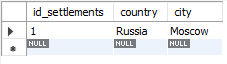 id_settlements country city
1 Russia Moscow
NULL NULL NULL